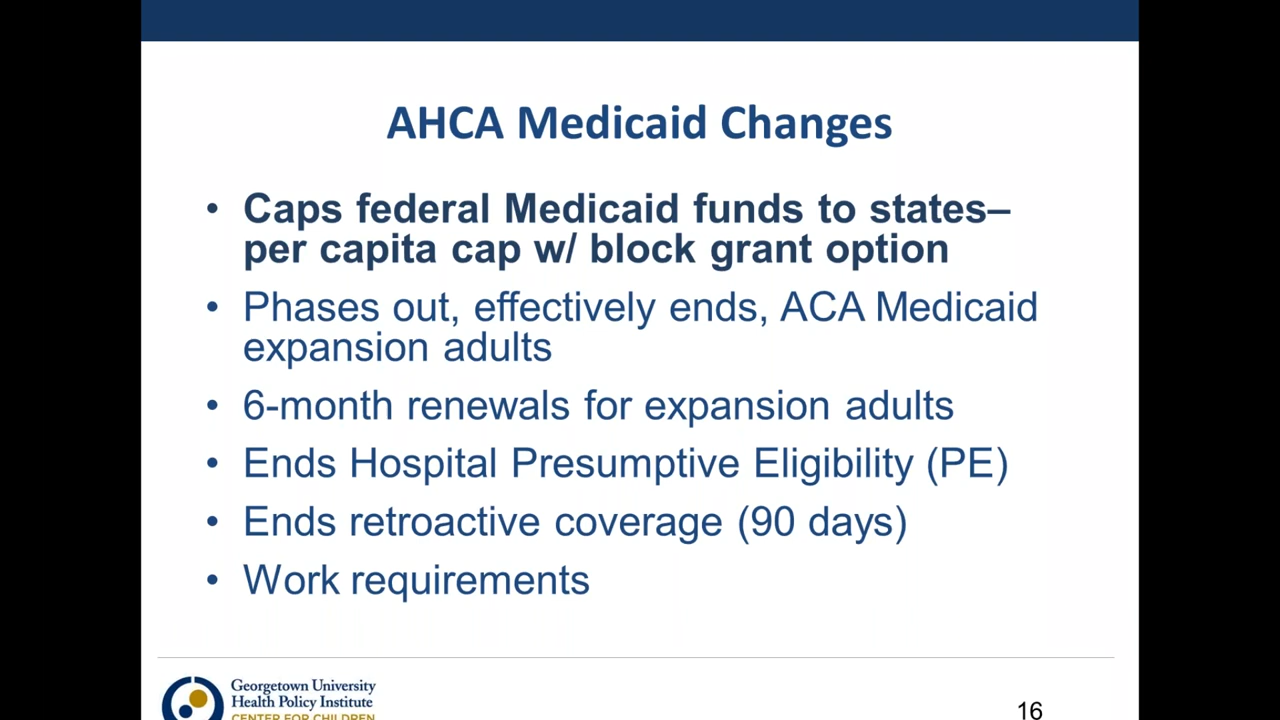 AHCA Medicaid Changes
• Caps federal Medicaid funds to states–
per capita cap w/ block grant option
• Phases out, effectively ends, ACA Medicaid
expansion adults
• 6-month renewals for expansion adults
• Ends Hospital Presumptive Eligibility (PE)
• Ends retroactive coverage (90 days)
• Work requirements
Georgetown University
Health Policy Institute
CENTER FOR CHILDREN
16